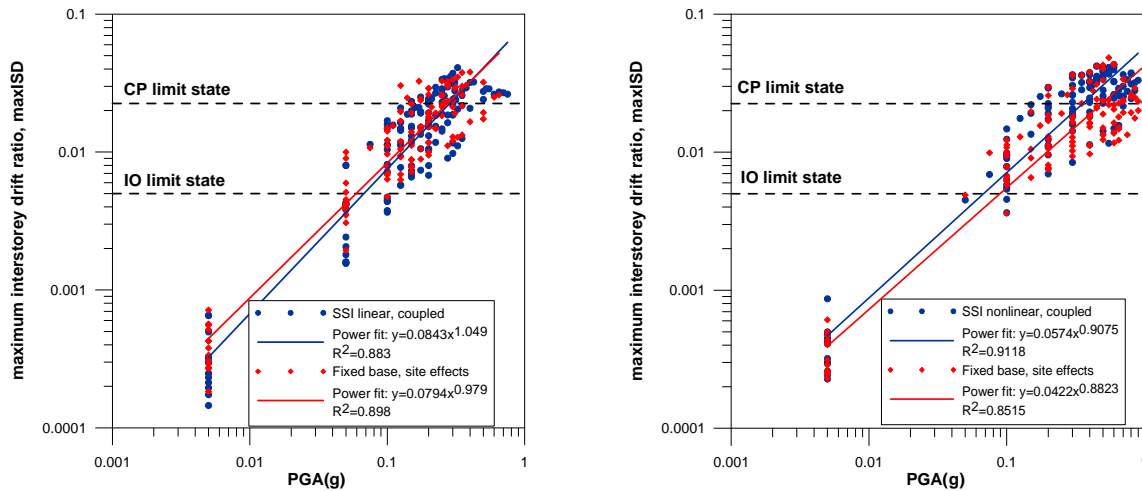 maximum interstorey drift ratio, maxISD
0.1
0.01
0.001
0.0001
CP limit state
IO limit state
SSI linear, coupled
Power fit: y=0.0843x1.049
R2=0.883
Fixed base, site effects
Power fit: y=0.0794x0.979
R2=0.898
0.001
0.01
0.1
1
PGA(g)
maximum interstorey drift ratio, maxISD
0.1
0.01
0.001
0.0001
CP limit state
IO limit state
SSI nonlinear, coupled
Power fit: y=0.0574x0.9075
R2=0.9118
Fixed base, site effects
Power fit: y=0.0422x0.8823
R2=0.8515
0.001
0.01
0.1
1
PGA(g)